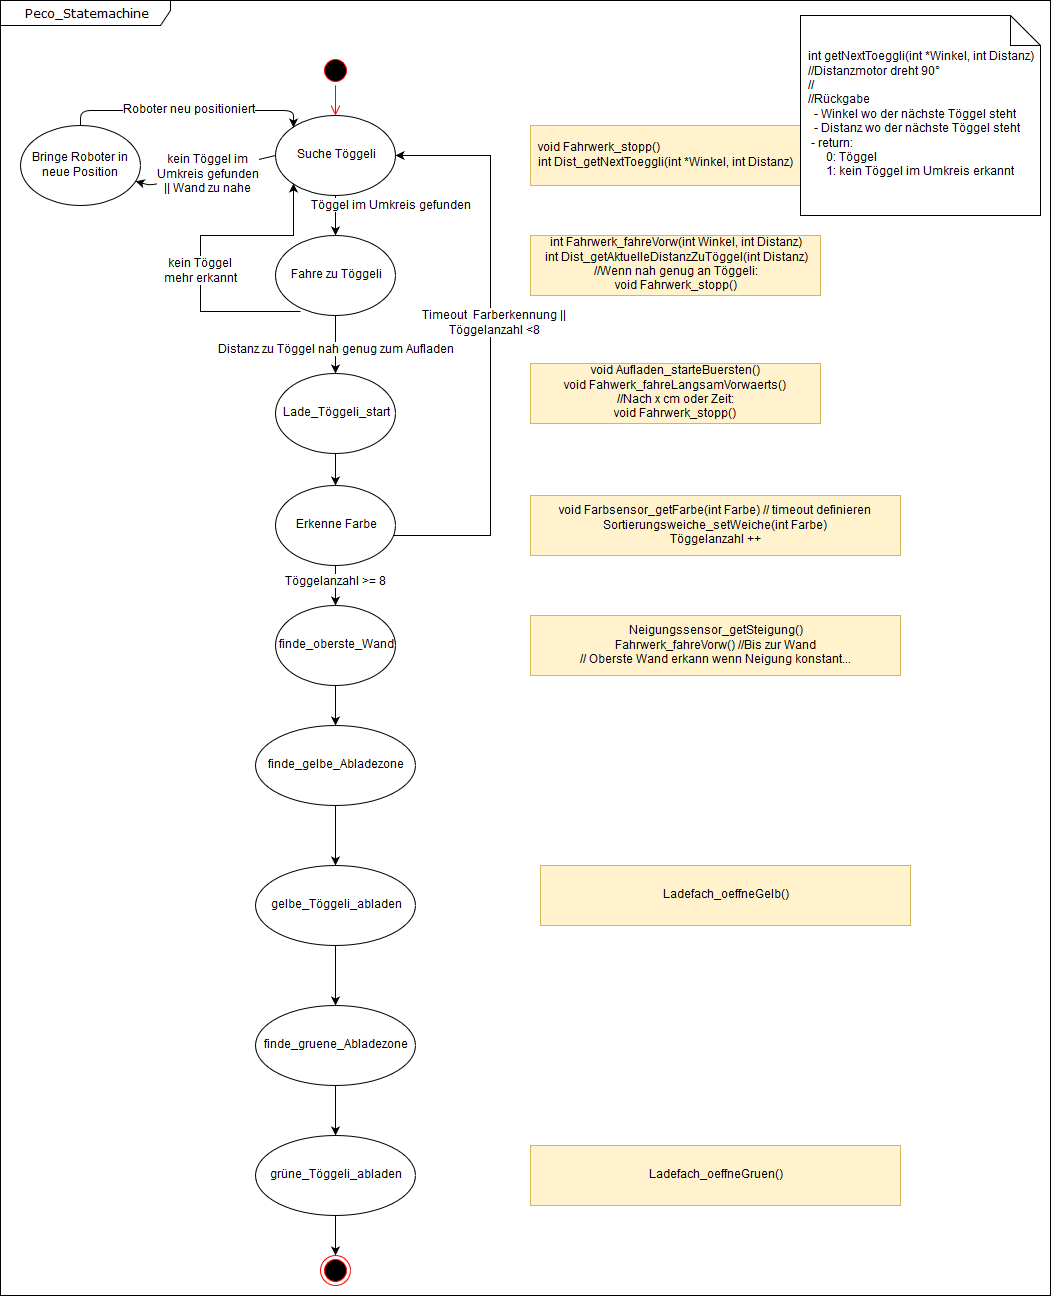 Peco_Statemachine
int getNextToeggli(int *Winkel, int Distanz)
//Distanzmotor dreht 90°
//
//Rückgabe
- Winkel wo der nächste Töggel steht
- Distanz wo der nächste Töggel steht
- return:
0: Töggel
1: kein Töggel im Umkreis erkannt
Roboter neu positioniert
Bringe Roboter in
neue Position
kein Töggel im
Umkreis gefunden
|| Wand zu nahe
Suche Töggeli
void Fahrwerk_stopp()
int Dist_getNextToeggli(int *Winkel, int Distanz)
Töggel im Umkreis gefunden
kein Töggel
mehr erkannt
Fahre zu Töggeli
int Fahrwerk_fahreVorw(int Winkel, int Distanz)
int Dist_getAktuelleDistanzZuTöggel(int Distanz)
//Wenn nah genug an Töggeli:
void Fahrwerk_stopp()
Timeout Farberkennung ||
Töggelanzahl <8
Distanz zu Töggel nah genug zum Aufladen
Lade_Töggeli_start
void Aufladen_starteBuersten()
void Fahwerk_fahreLangsamVorwaerts()
//Nach x cm oder Zeit:
void Fahrwerk_stopp()
Erkenne Farbe
void Farbsensor_getFarbe(int Farbe) // timeout definieren
Sortierungsweiche_setWeiche(int Farbe)
Töggelanzahl ++
Töggelanzahl >= 8
finde_oberste_Wand
Neigungssensor_getSteigung()
Fahrwerk_fahreVorw() //Bis zur Wand
// Oberste Wand erkann wenn Neigung konstant...
finde_gelbe_Abladezone
gelbe_Töggeli_abladen
Ladefach_oeffneGelb()
finde_gruene_Abladezone
grüne_Töggeli_abladen
Ladefach_oeffneGruen()